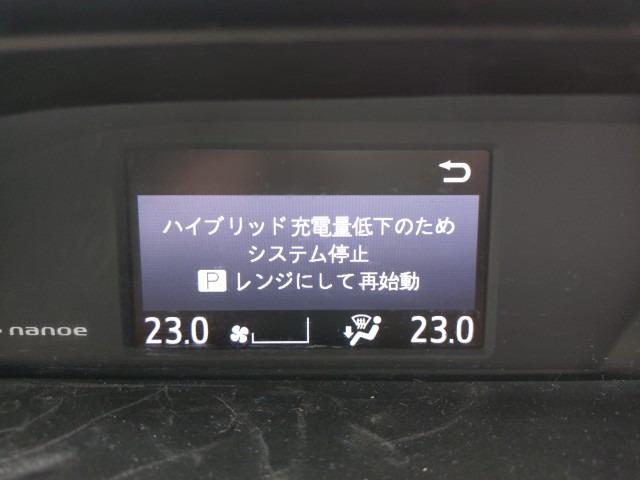 ハイブリッド充電量低下のため
システム停止
P レンジにして再始動
nanoe
23.0 23.0